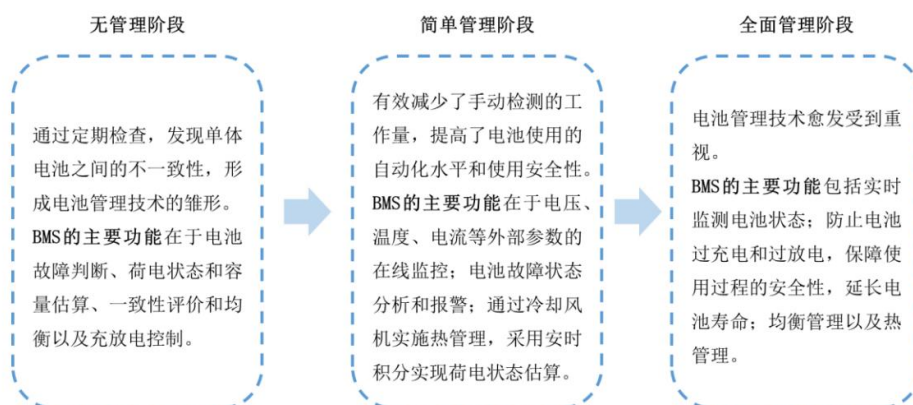 无管理阶段
通过定期检查，发现单体
电池之间的不一致性，形
成电池管理技术的雏形。
BMS的主要功能在于电池
故障判断、荷电状态和容
量估算、一致性评价和均
衡以及充放电控制。
简单管理阶段
有效减少了手动检测的工
作量，提高了电池使用的
自动化水平和使用安全性。
BMS的主要功能在于电压、
温度、电流等外部参数的
在线监控；电池故障状态
分析和报警；通过冷却风
机实施热管理，采用安时
积分实现荷电状态估算。
全面管理阶段
电池管理技术愈发受到重
视。
BMS的主要功能包括实时
监测电池状态；防止电池
过充电和过放电，保障使
用过程的安全性，延长电
池寿命；均衡管理以及热
管理。